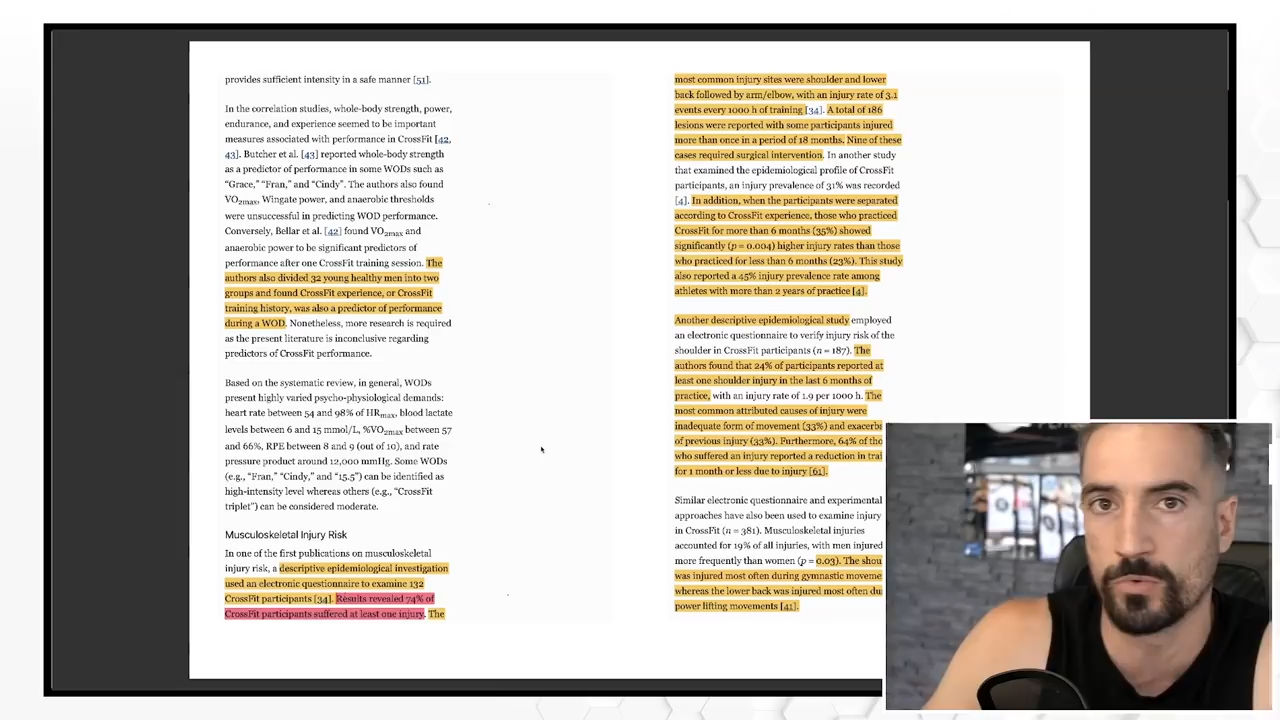 provides sufficient intensity in a safe manner [51].
In the correlation studies, whole-body strength, power,
endurance, and experience seemed to be important
measures associated with performance in CrossFit [42,
43]. Butcher et al. [43] reported whole-body strength
as a predictor of performance in some WODs such as
“Grace,” “Fran,” and “Cindy”. The authors also found
VO2max, Wingate power, and anaerobic thresholds
were unsuccessful in predicting WOD performance.
Conversely, Bellar et al. [42] found VO2max and
anaerobic power to be significant predictors of
performance after one CrossFit training session. The
authors also divided 32 young healthy men into two
groups and found CrossFit experience, or CrossFit
training history, was also a predictor of performance
during a WOD. Nonetheless, more research is required
as the present literature is inconclusive regarding
predictors of CrossFit performance.
Based on the systematic review, in general, WODs
present highly varied psycho-physiological demands:
heart rate between 54 and 98% of HRmax, blood lactate
levels between 6 and 15 mmol/L, %VO2max between 57
and 66%, RPE between 8 and 9 (out of 10), and rate
pressure product around 12,000 mmHg. Some WODs
(e.g., “Fran,” “Cindy,” and “15.5”) can be identified as
high-intensity level whereas others (e.g., “CrossFit
triplet”) can be considered moderate.
Musculoskeletal Injury Risk
In one of the first publications on musculoskeletal
injury risk, a descriptive epidemiological investigation
used an electronic questionnaire to examine 132
CrossFit participants [34]. Results revealed 74% of
CrossFit participants suffered at least one injury. The
most common injury sites were shoulder and lower
back followed by arm/elbow, with an injury rate of 3.1
events every 1000 h of training [34]. A total of 186
lesions were reported with some participants injured
more than once in a period of 18 months. Nine of these
cases required surgical intervention. In another study
that examined the epidemiological profile of CrossFit
participants, an injury prevalence of 31% was recorded
[4]. In addition, when the participants were separated
according to CrossFit experience, those who practiced
CrossFit for more than 6 months (35%) showed
significantly (p = 0.004) higher injury rates than those
who practiced for less than 6 months (23%). This study
also reported a 45% injury prevalence rate among
athletes with more than 2 years of practice [4].
Another descriptive epidemiological study employed
an electronic questionnaire to verify injury risk of the
shoulder in CrossFit participants (n = 187). The
authors found that 24% of participants reported at
least one shoulder injury in the last 6 months of
practice, with an injury rate of 1.9 per 1000 h. The
most common attributed causes of injury were
inadequate form of movement (33%) and exacerb
of previous injury (33%). Furthermore, 64% of tho
who suffered an injury reported a reduction in trai
for 1 month or less due to injury [61].
Similar electronic questionnaire and experimental
approaches have also been used to examine injury
in CrossFit (n = 381). Musculoskeletal injuries
accounted for 19% of all injuries, with men injured
more frequently than women (p = 0.03). The shou
was injured most often during gymnastic moveme
whereas the lower back was injured most often du
power lifting movements [41].